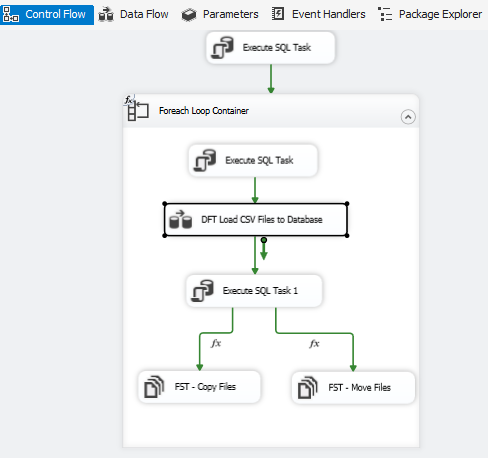 Control Flow Data Flow Parameters Event Handlers Package Explorer
Execute SQL Task
fx
Foreach Loop Container
Execute SQL Task
DFT Load CSV Files to Database
Execute SQL Task 1
fx fx
FST - Copy Files FST - Move Files